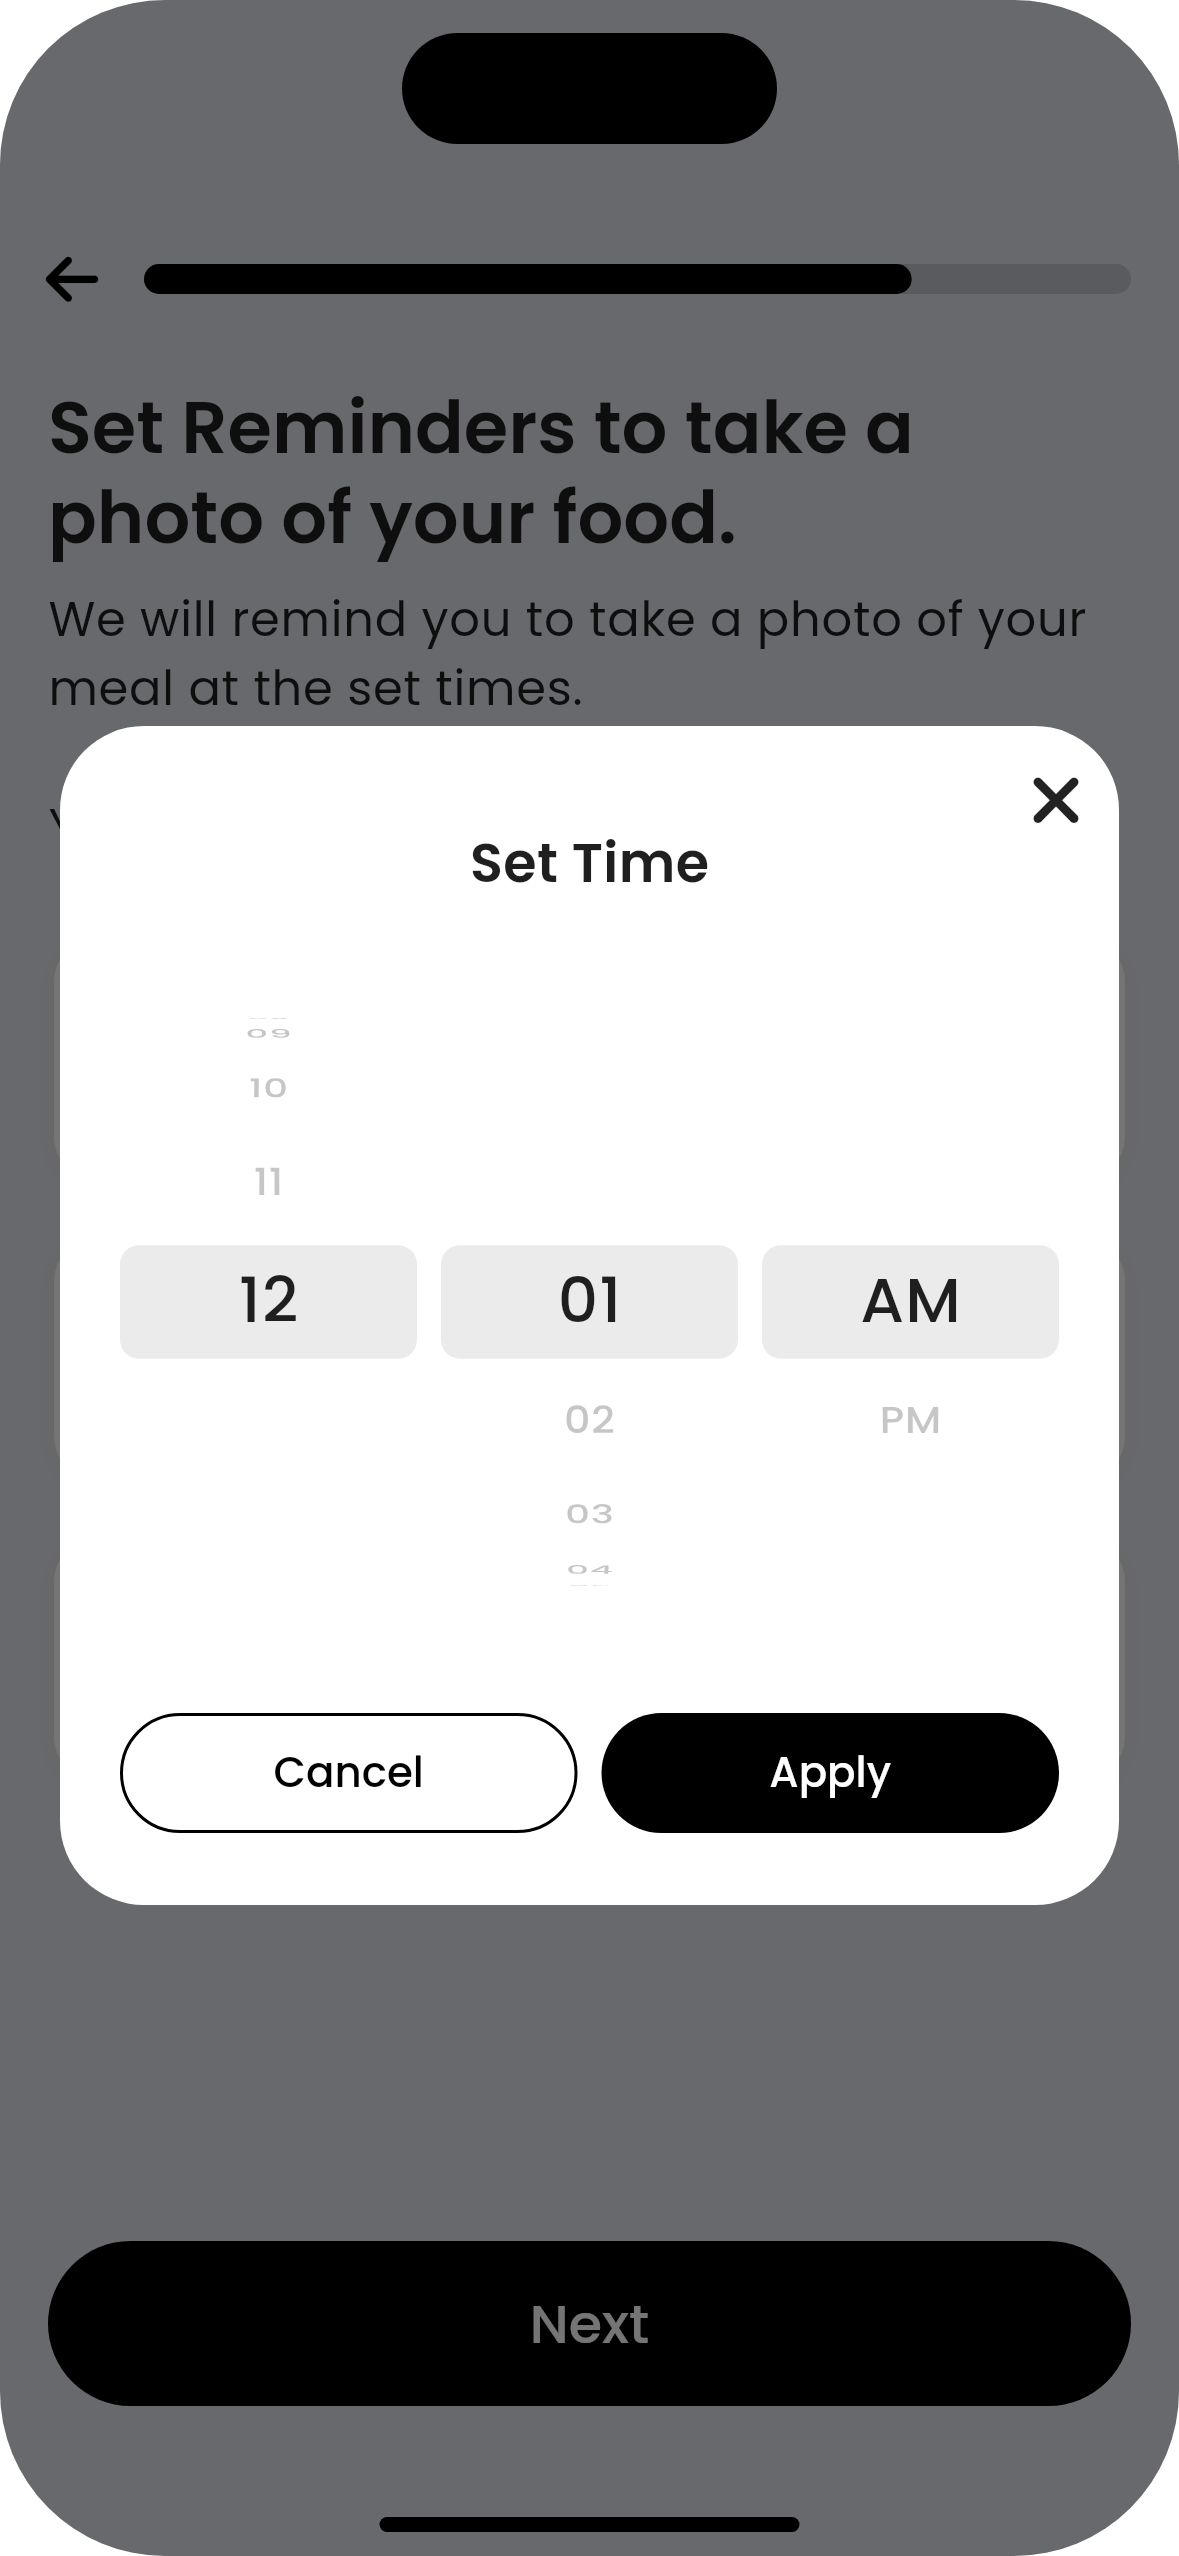 Set Reminders to take a
photo of your food.
We will remind you to take a photo of your
meal at the set times.
Set Time
09
10
11
12 01 AM
02 PM
03
04
Cancel Apply
Next